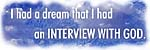 I had a dream that I had
an INTERVIEW WITH GOD.